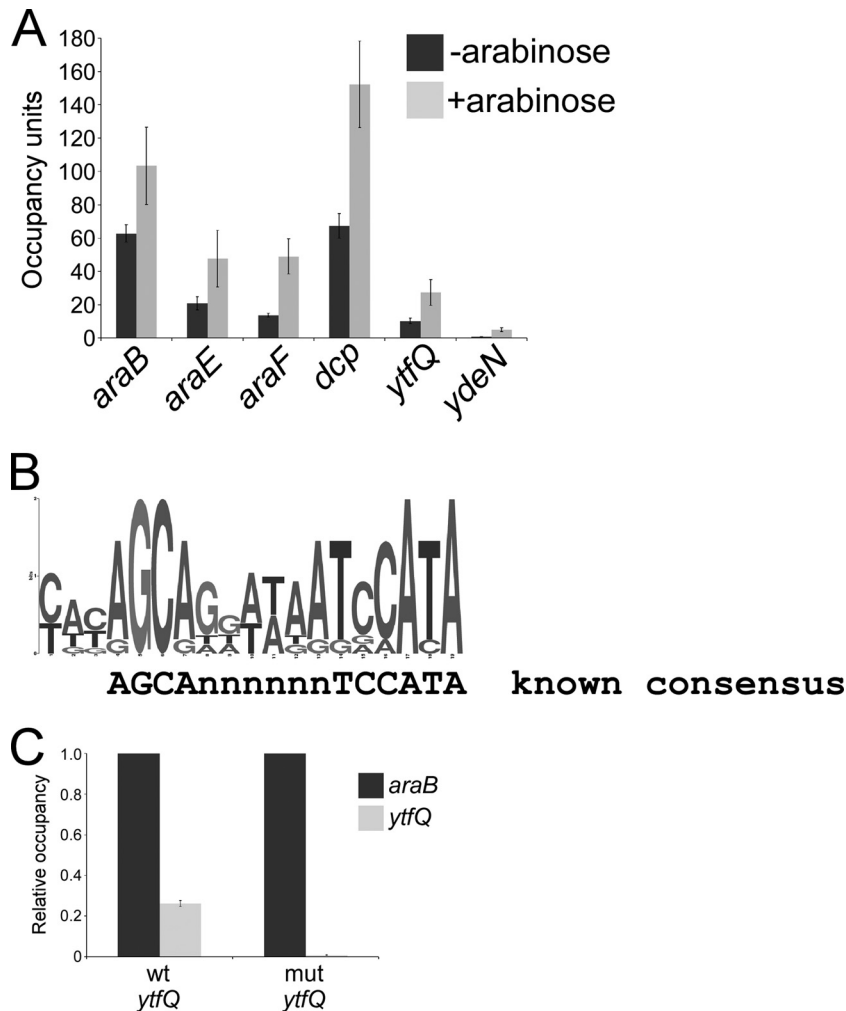 A
180
160
140
120
100
80
60
40
20
0
Occupancy units
-arabinose
+arabinose
araB
araE
araF
dcp
ytfQ
ydeN
B
AGCAnnnnnnTCCATA known consensus
C
1.0
0.8
0.6
0.4
0.2
0
Relative occupancy
araB
ytfQ
wt
ytfQ
mut
ytfQ